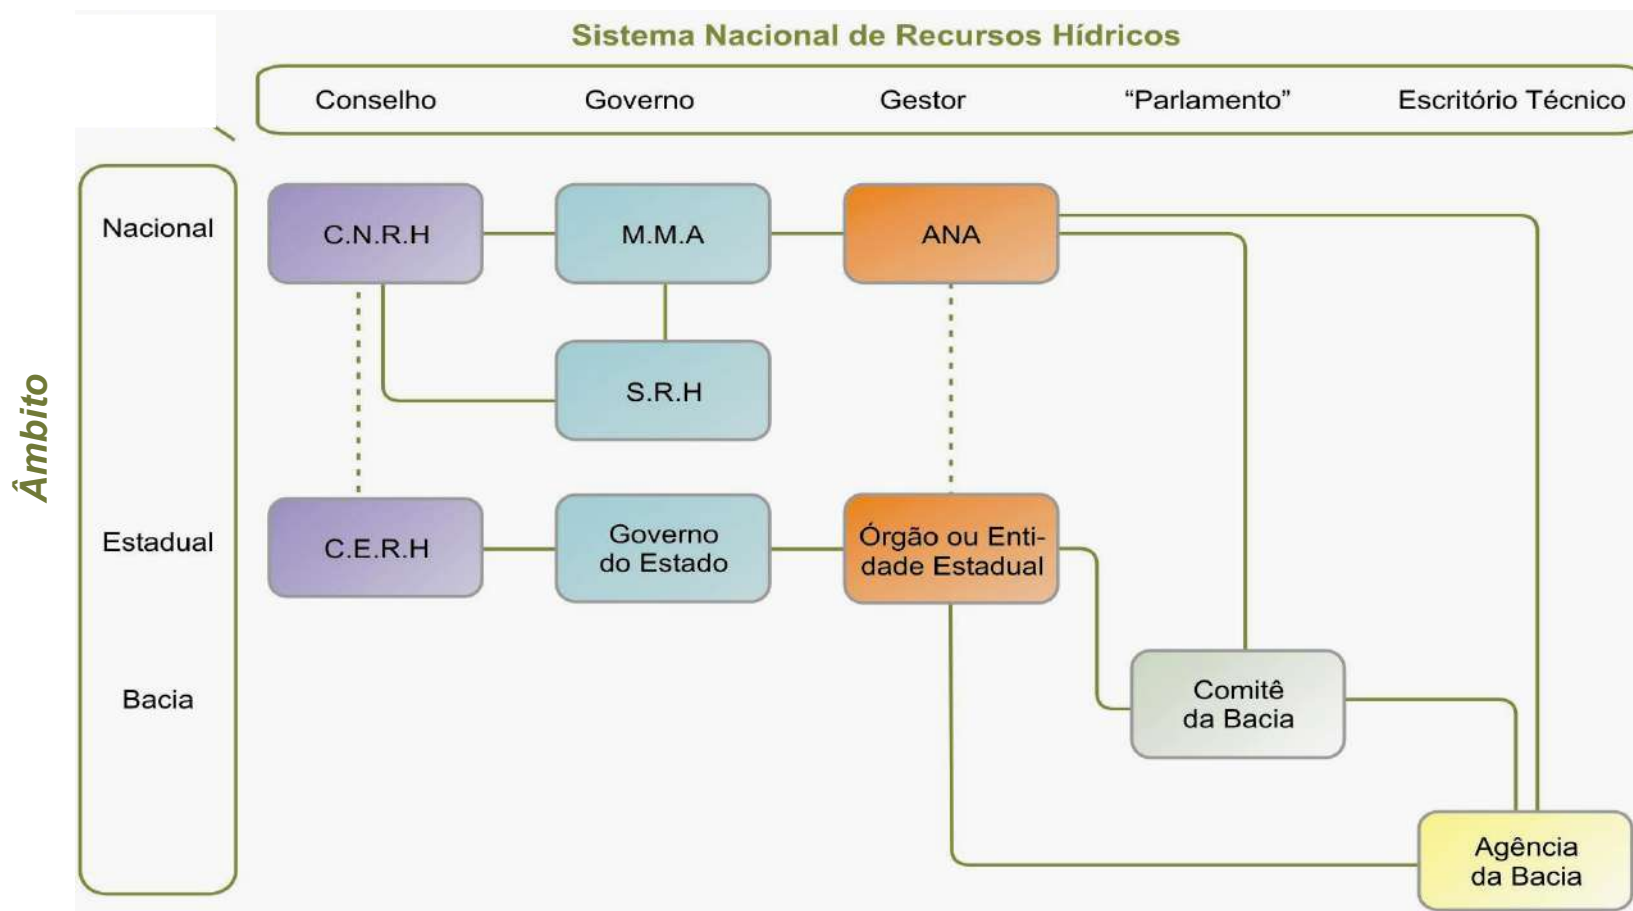 Sistema Nacional de Recursos Hídricos
Conselho
Governo
Gestor
“Parlamento”
Escritório Técnico
Âmbito
Nacional
C.N.R.H
M.M.A
ANA
S.R.H
Estadual
C.E.R.H
Governo
do Estado
Órgão ou Enti-
dade Estadual
Bacia
Comitê
da Bacia
Agência
da Bacia